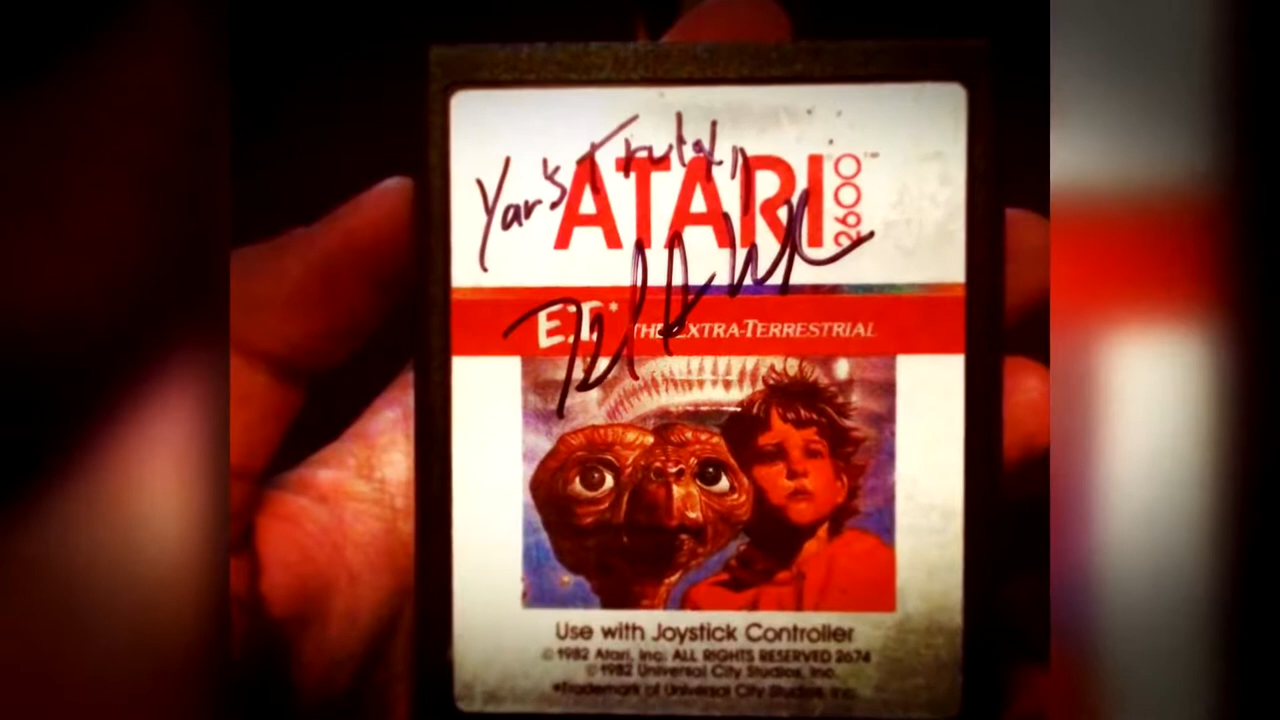 Yar's Truly,
ATARI 2600™
E.T.* THE EXTRA-TERRESTRIAL
Use with Joystick Controller
©1982 Atari, Inc. ALL RIGHTS RESERVED 2674
©1982 Universal City Studios, Inc.
*Trademark of Universal City Studios, Inc.